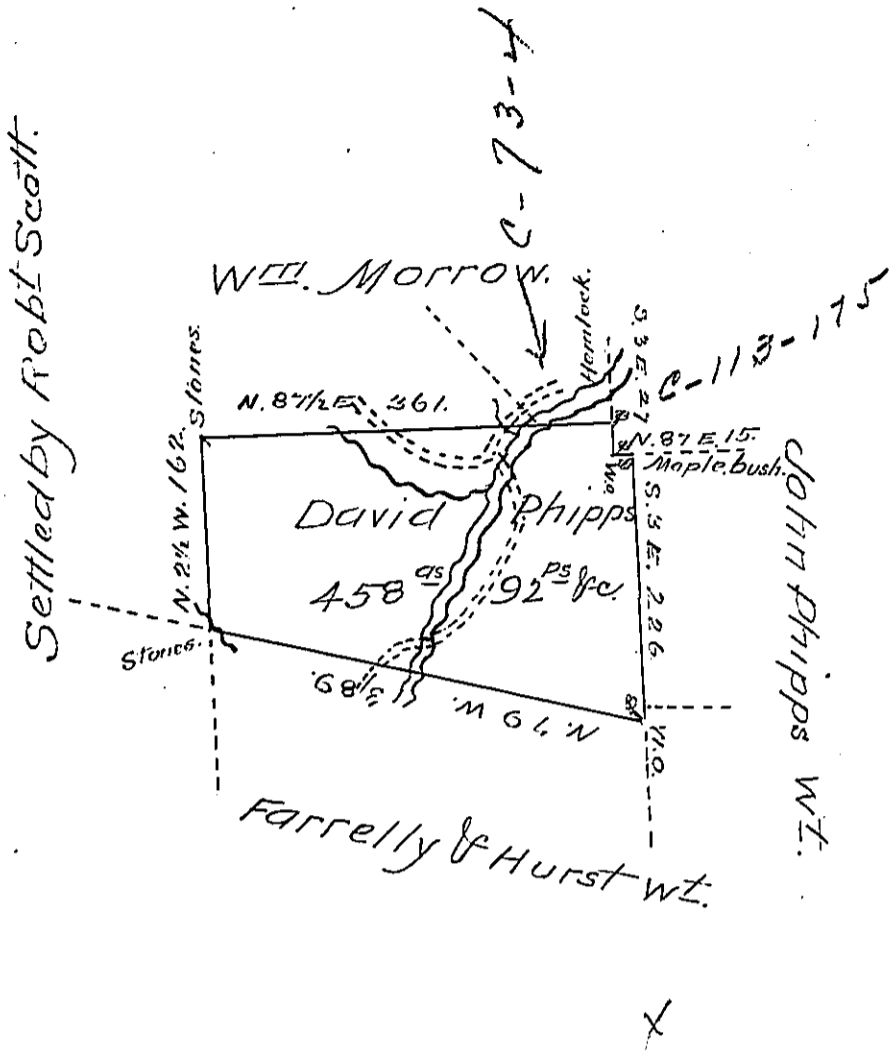 Settled by Robt Scott.
C-73-4
Wm. Morrow.
Hemlock.
S. 3 E. 27
C-113-175
Stones.
N. 87½ E. 361.
N. 87 E. 15.
Maple. bush.
W.o
N. 2½ W. 162.
David Phipps
458 as 92 ps &c.
S. 3 E. 226.
John Phipps Wt.
Stones.
N. 79 W. 389.
W.O.
Farrelly & Hurst Wt.
X